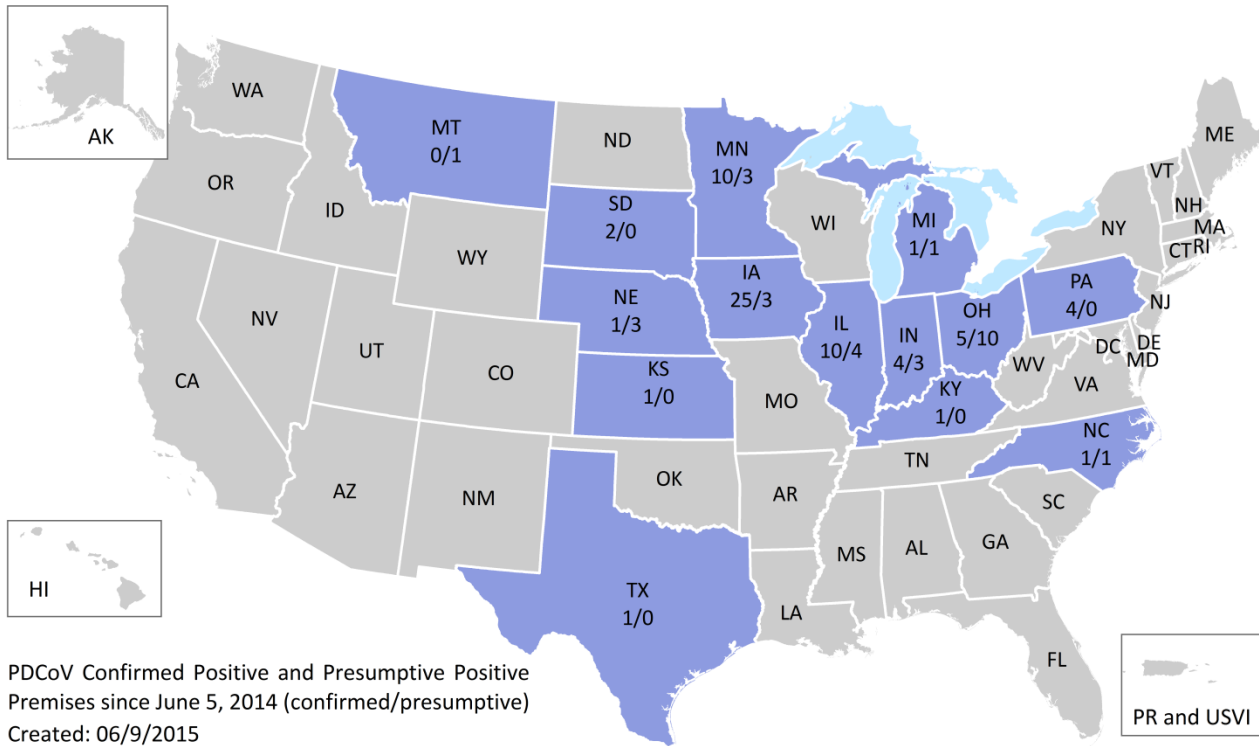 WA
MT
0/1
ND
MN
10/3
ME
AK
OR
ID
SD
2/0
WI
MI
1/1
VT
NH
NY
MA
CT
RI
WY
IA
25/3
NE
1/3
PA
4/0
NJ
NV
UT
CO
IL
10/4
IN
4/3
OH
5/10
DE
MD
DC
WV
VA
CA
KS
1/0
MO
KY
1/0
NC
1/1
AZ
NM
OK
AR
TN
SC
HI
TX
1/0
LA
MS
AL
GA
FL
PDCoV Confirmed Positive and Presumptive Positive
Premises since June 5, 2014 (confirmed/presumptive)
Created: 06/9/2015
PR and USVI